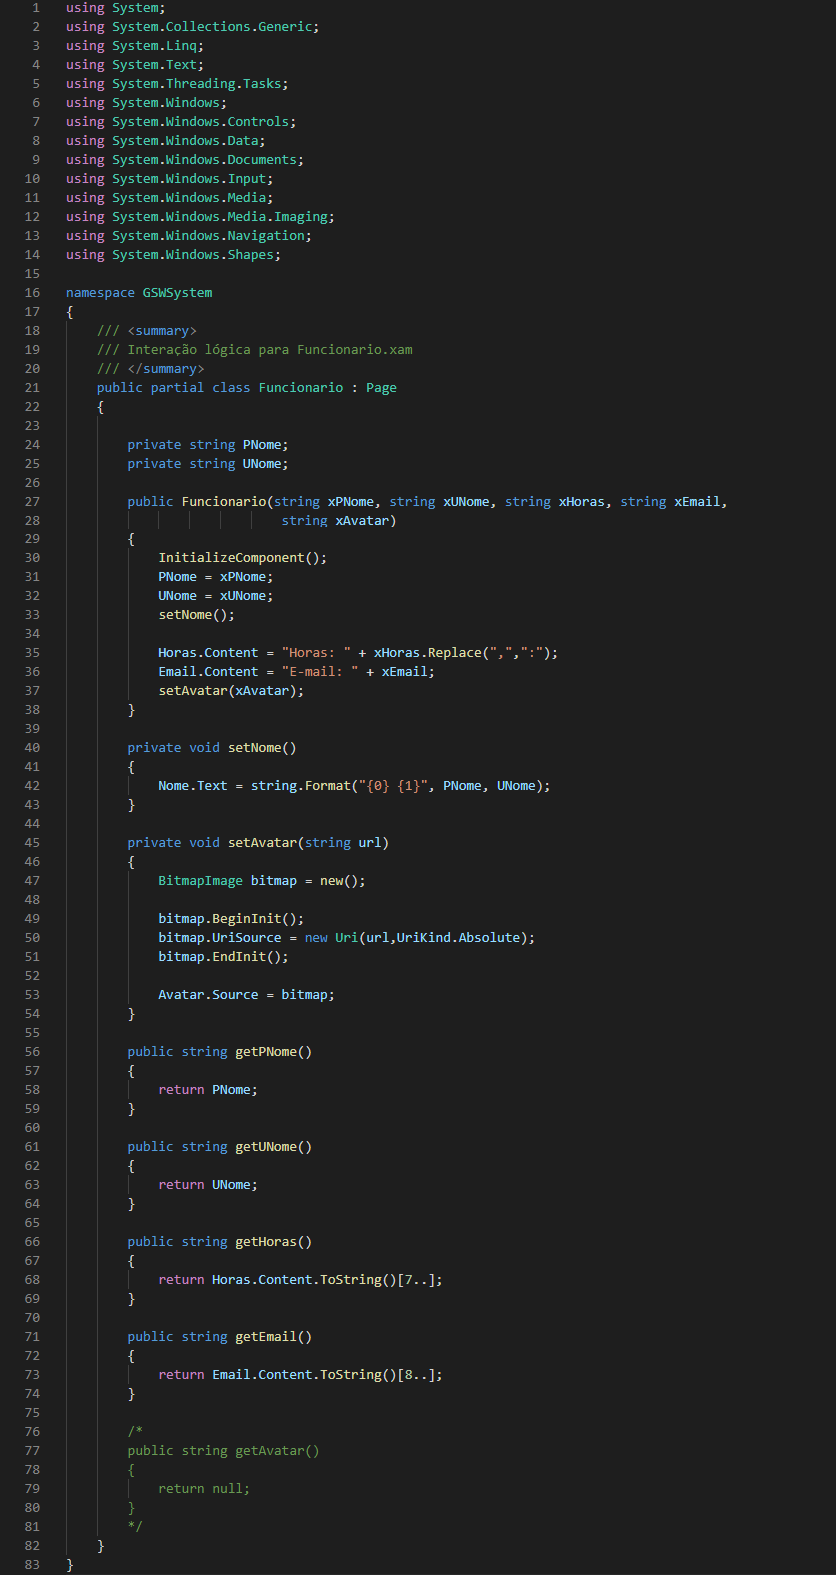 1 using System;
2 using System.Collections.Generic;
3 using System.Linq;
4 using System.Text;
5 using System.Threading.Tasks;
6 using System.Windows;
7 using System.Windows.Controls;
8 using System.Windows.Data;
9 using System.Windows.Documents;
10 using System.Windows.Input;
11 using System.Windows.Media;
12 using System.Windows.Media.Imaging;
13 using System.Windows.Navigation;
14 using System.Windows.Shapes;
15
16 namespace GSWSystem
17 {
18 /// <summary>
19 /// Interação lógica para Funcionario.xam
20 /// </summary>
21 public partial class Funcionario : Page
22 {
23
24 private string PNome;
25 private string UNome;
26
27 public Funcionario(string xPNome, string xUNome, string xHoras, string xEmail,
28 string xAvatar)
29 {
30 InitializeComponent();
31 PNome = xPNome;
32 UNome = xUNome;
33 setNome();
34
35 Horas.Content = "Horas: " + xHoras.Replace(",",":");
36 Email.Content = "E-mail: " + xEmail;
37 setAvatar(xAvatar);
38 }
39
40 private void setNome()
41 {
42 Nome.Text = string.Format("{0} {1}", PNome, UNome);
43 }
44
45 private void setAvatar(string url)
46 {
47 BitmapImage bitmap = new();
48
49 bitmap.BeginInit();
50 bitmap.UriSource = new Uri(url,UriKind.Absolute);
51 bitmap.EndInit();
52
53 Avatar.Source = bitmap;
54 }
55
56 public string getPNome()
57 {
58 return PNome;
59 }
60
61 public string getUNome()
62 {
63 return UNome;
64 }
65
66 public string getHoras()
67 {
68 return Horas.Content.ToString()[7..];
69 }
70
71 public string getEmail()
72 {
73 return Email.Content.ToString()[8..];
74 }
75
76 /*
77 public string getAvatar()
78 {
79 return null;
80 }
81 */
82 }
83 }